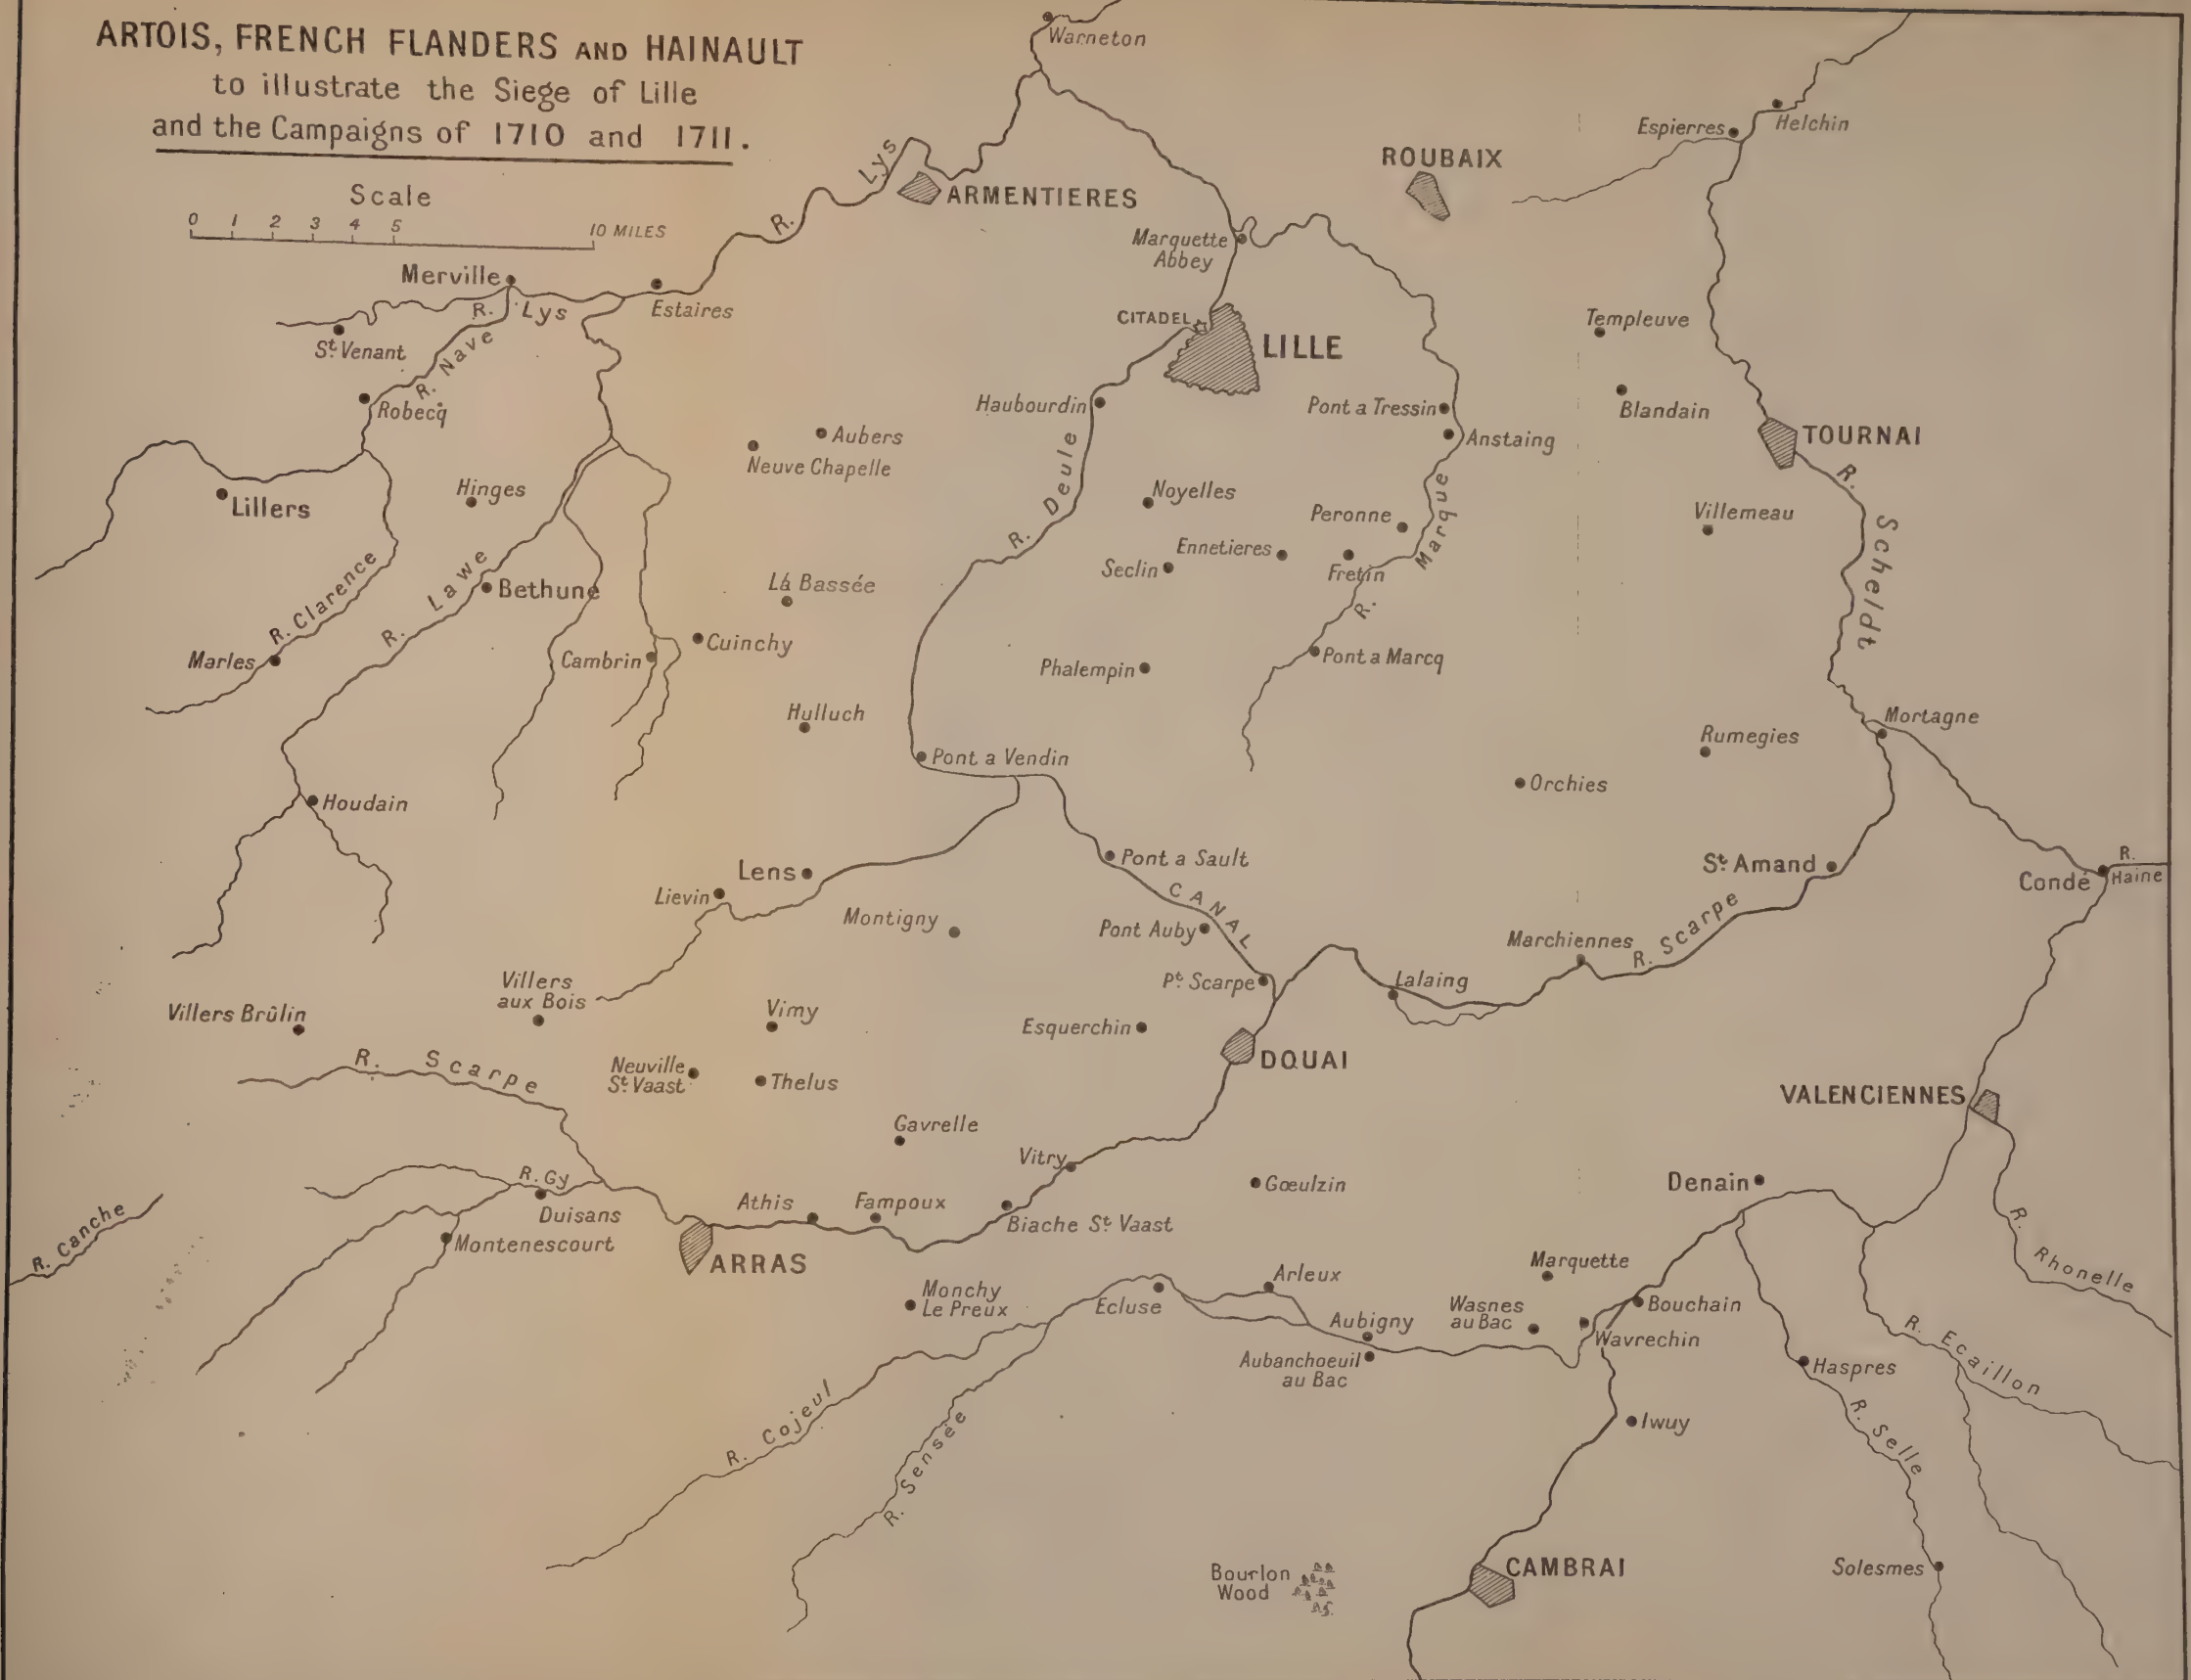 ARTOIS, FRENCH FLANDERS AND HAINAULT
to illustrate the Siege of Lille
and the Campaigns of 1710 and 1711.
Scale
0 1 2 3 4 5 10 MILES
Warneton
Espierres
Helchin
R. Lys
ARMENTIERES
ROUBAIX
Marquette
Abbey
Merville
R. Lys
Estaires
St. Venant
R. Nave
Robecq
CITADEL
LILLE
Templeuve
Blandain
Haubourdin
Pont a Tressin
Anstaing
TOURNAI
Aubers
Neuve Chapelle
R. Deule
Lillers
Hinges
Noyelles
Peronne
R. Marque
Villemeau
R. Scheldt
Ennetieres
Seclin
Fretin
R. Clarence
R. Lawe
Bethune
Lá Bassée
Marles
Cambrin
Cuinchy
Phalempin
Pont a Marcq
Hulluch
Mortagne
Rumegies
Pont a Vendin
Orchies
Houdain
Pont a Sault
Lens
Lievin
St. Amand
Condé
R.
Haine
CANAL
Montigny
Pont Auby
Marchiennes
R. Scarpe
Villers
aux Bois
Pt. Scarpe
Lalaing
Villers Brûlin
Vimy
Esquerchin
DOUAI
R. Scarpe
Neuville
St. Vaast
Thelus
VALENCIENNES
Gavrelle
Vitry
R. Gy
Denain
Gœulzin
Duisans
Athis
Fampoux
Biache St. Vaast
R. Canche
Montenescourt
ARRAS
R. Rhonelle
Marquette
Monchy
Le Preux
Ecluse
Arleux
Wasnes
au Bac
Bouchain
Aubigny
Wavrechin
R. Ecaillon
Aubanchoeuil
au Bac
Haspres
R. Cojeul
R. Sensée
Iwuy
R. Selle
Bourlon
Wood
CAMBRAI
Solesmes